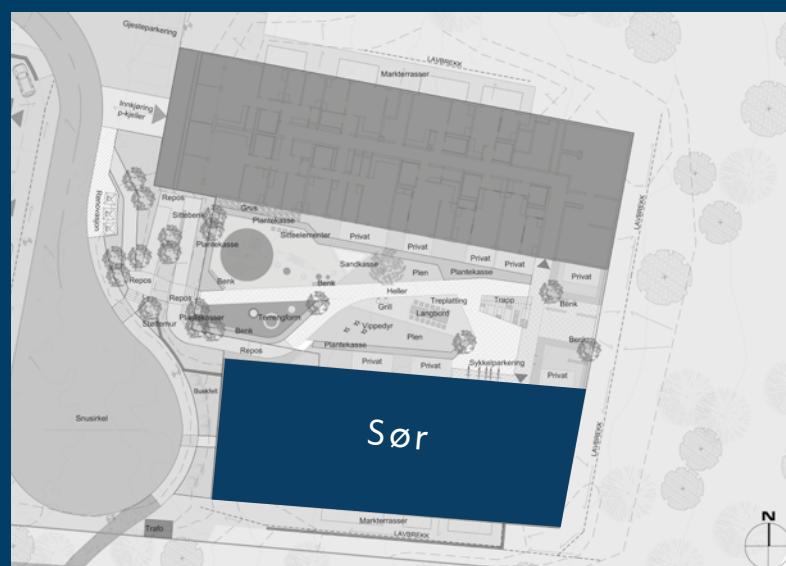 Gjesteparkering
LAVBREKK
Markterrasser
Innkjøring
p-kjeller
Renovasjon
Repos
Sittebenk
Grus
Plantekasse
Sitteelementer
Privat
Privat
Privat
Privat
Privat
Plantekasse
Sandkasse
Plen
Plantekasse
LAVBREKK
Repos
Benk
Benk
Heller
Repos
Plantekasser
Støttemur
Terrengform
Benk
Grill
Treplatting
Langbord
Trapp
Benk
Vippedyr
Plen
Benk
Plantekasse
Repos
Privat
Privat
Sykkelparkering
Privat
Buskfelt
Snusirkel
Sør
LAVBREKK
Markterrasser
LAVBREKK
Trafo
N